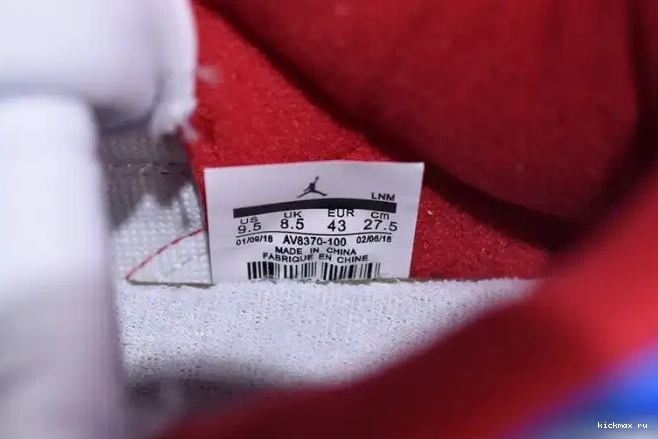 LNM
US UK EUR Cm
9.5 8.5 43 27.5
01/09/18 AV8370-100 02/06/18
MADE IN CHINA
FABRIQUE EN CHINE
kickmax ru